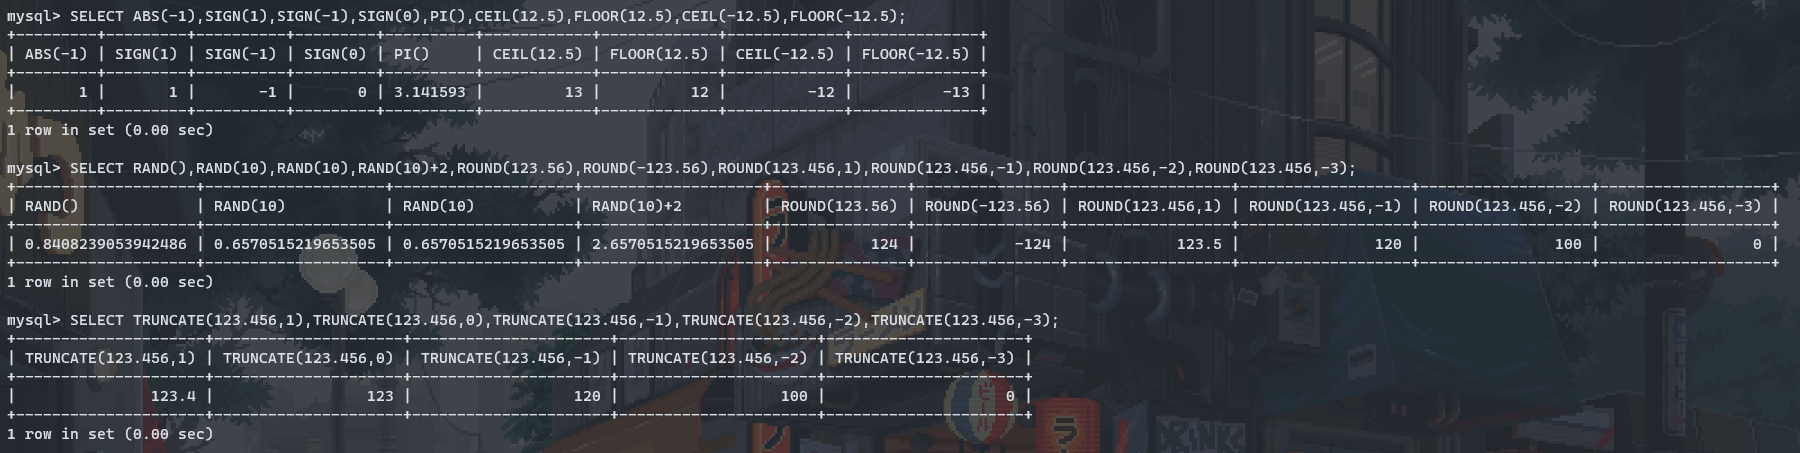 mysql> SELECT ABS(-1),SIGN(1),SIGN(-1),SIGN(0),PI(),CEIL(12.5),FLOOR(12.5),CEIL(-12.5),FLOOR(-12.5);
+---------+---------+----------+---------+----------+------------+-------------+-------------+--------------+
| ABS(-1) | SIGN(1) | SIGN(-1) | SIGN(0) | PI()     | CEIL(12.5) | FLOOR(12.5) | CEIL(-12.5) | FLOOR(-12.5) |
+---------+---------+----------+---------+----------+------------+-------------+-------------+--------------+
|       1 |       1 |       -1 |       0 | 3.141593 |         13 |          12 |         -12 |          -13 |
+---------+---------+----------+---------+----------+------------+-------------+-------------+--------------+
1 row in set (0.00 sec)
mysql> SELECT RAND(),RAND(10),RAND(10),RAND(10)+2,ROUND(123.56),ROUND(-123.56),ROUND(123.456,1),ROUND(123.456,-1),ROUND(123.456,-2),ROUND(123.456,-3);
+--------------------+--------------------+--------------------+--------------------+---------------+----------------+------------------+-------------------+-------------------+-------------------+
| RAND()             | RAND(10)           | RAND(10)           | RAND(10)+2         | ROUND(123.56) | ROUND(-123.56) | ROUND(123.456,1) | ROUND(123.456,-1) | ROUND(123.456,-2) | ROUND(123.456,-3) |
+--------------------+--------------------+--------------------+--------------------+---------------+----------------+------------------+-------------------+-------------------+-------------------+
| 0.8408239053942486 | 0.6570515219653505 | 0.6570515219653505 | 2.6570515219653505 |           124 |           -124 |            123.5 |               120 |               100 |                 0 |
+--------------------+--------------------+--------------------+--------------------+---------------+----------------+------------------+-------------------+-------------------+-------------------+
1 row in set (0.00 sec)
mysql> SELECT TRUNCATE(123.456,1),TRUNCATE(123.456,0),TRUNCATE(123.456,-1),TRUNCATE(123.456,-2),TRUNCATE(123.456,-3);
+---------------------+---------------------+----------------------+----------------------+----------------------+
| TRUNCATE(123.456,1) | TRUNCATE(123.456,0) | TRUNCATE(123.456,-1) | TRUNCATE(123.456,-2) | TRUNCATE(123.456,-3) |
+---------------------+---------------------+----------------------+----------------------+----------------------+
|               123.4 |                 123 |                  120 |                  100 |                    0 |
+---------------------+---------------------+----------------------+----------------------+----------------------+
1 row in set (0.00 sec)
ラ